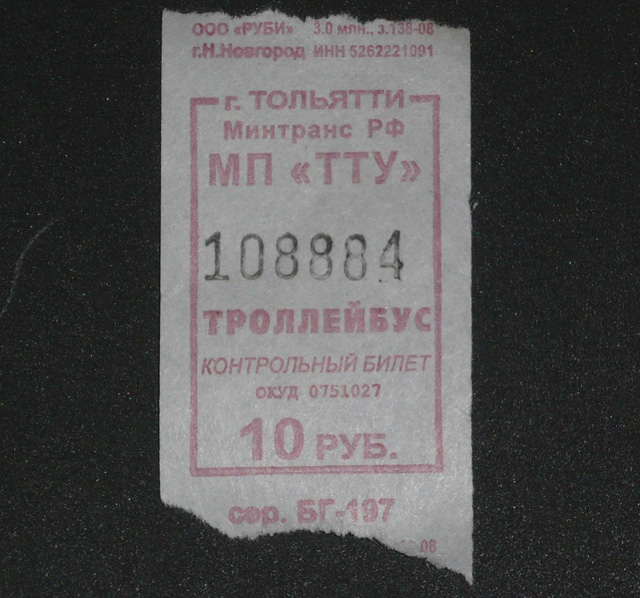 ООО «РУБИ» 3.0 млн., з.138-08
г.Н.Новгород ИНН 5262221091
г. ТОЛЬЯТТИ
Минтранс РФ
МП «ТТУ»
108884
ТРОЛЛЕЙБУС
КОНТРОЛЬНЫЙ БИЛЕТ
ОКУД 0751027
10 РУБ.
сер. БГ-197
08